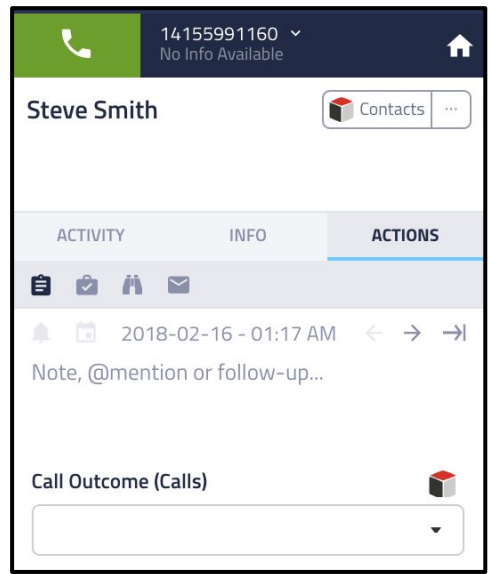 14155991160
No Info Available
Steve Smith
Contacts ...
ACTIVITY INFO ACTIONS
2018-02-16 - 01:17 AM
Note, @mention or follow-up...
Call Outcome (Calls)